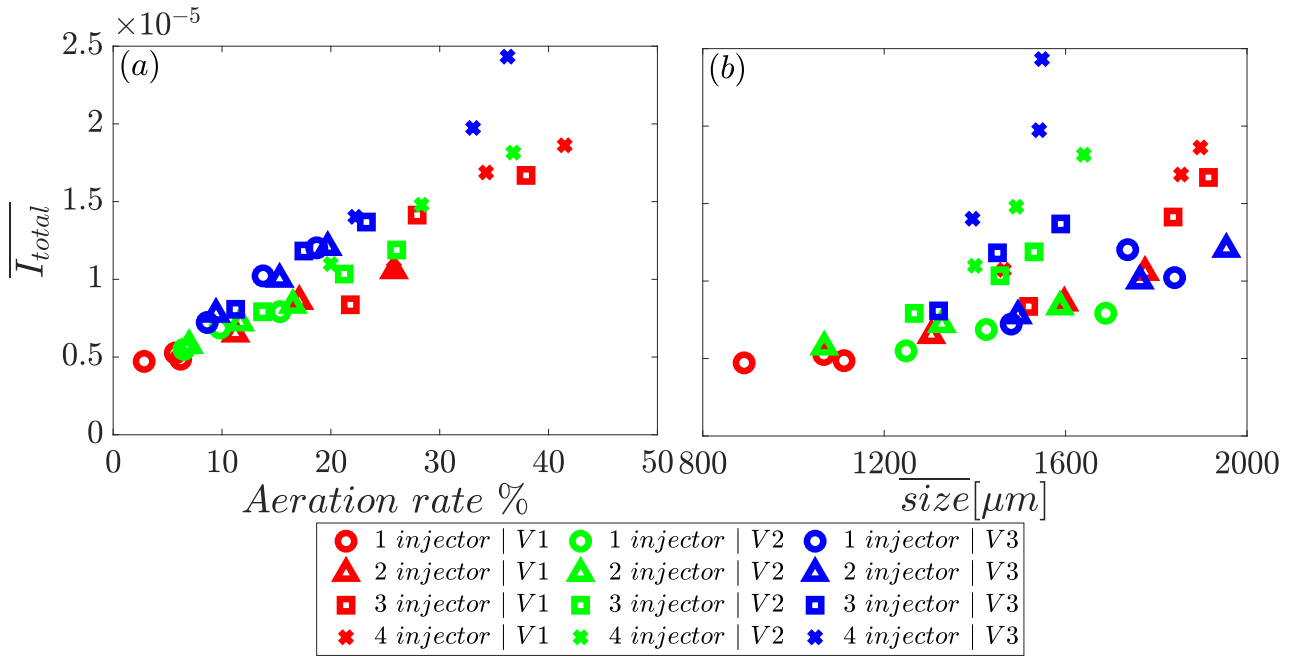 ×10⁻⁵
(a)
(b)
2.5
2
1.5
1
0.5
0
I_total
0 10 20 30 40 50
800 1200 1600 2000
Aeration rate %
size[μm]
1 injector | V1 1 injector | V2 1 injector | V3
2 injector | V1 2 injector | V2 2 injector | V3
3 injector | V1 3 injector | V2 3 injector | V3
4 injector | V1 4 injector | V2 4 injector | V3